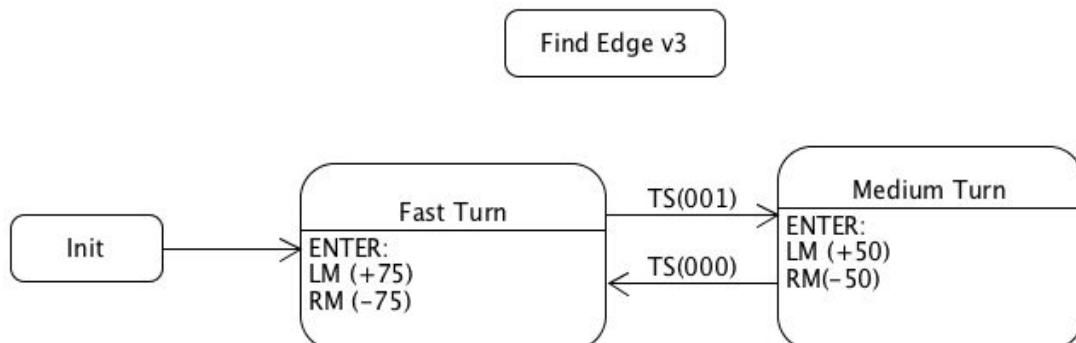 Find Edge v3
Init
Fast Turn
ENTER:
LM (+75)
RM (-75)
TS(001)
TS(000)
Medium Turn
ENTER:
LM (+50)
RM(-50)